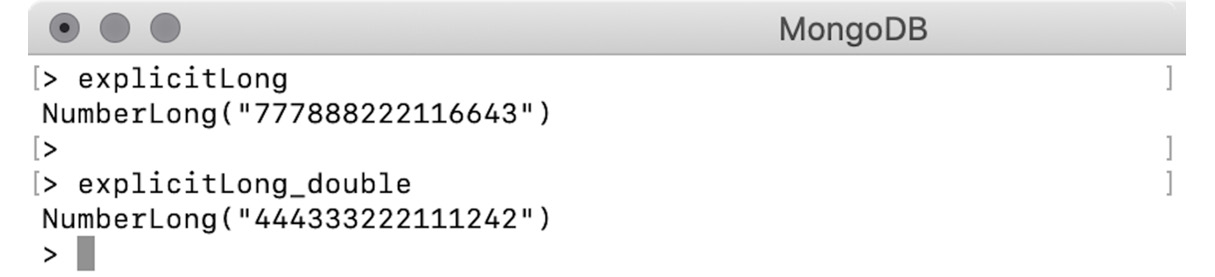 MongoDB
[> explicitLong ]
NumberLong("777888222116643")
[> ]
[> explicitLong_double ]
NumberLong("444333222111242")
>